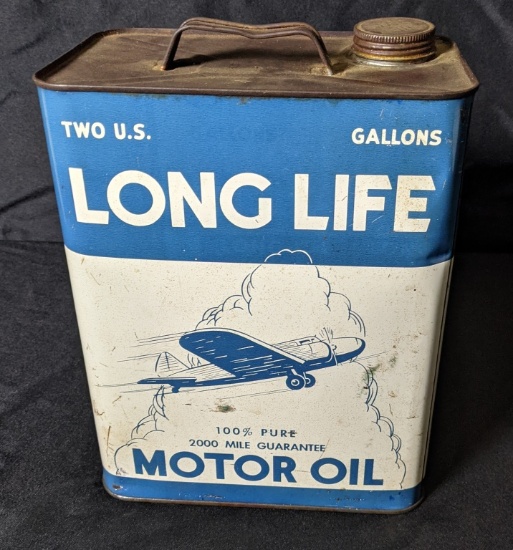 TWO U.S. GALLONS
LONG LIFE
100% PURE
2000 MILE GUARANTEE
MOTOR OIL